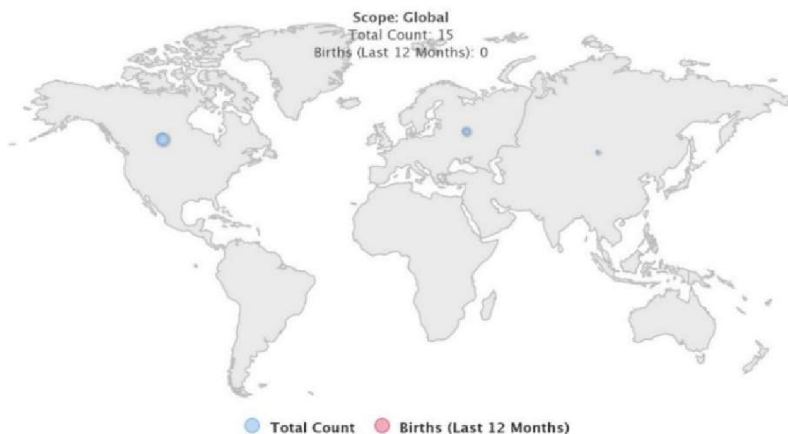 Scope: Global
Total Count: 15
Births (Last 12 Months): 0
Total Count Births (Last 12 Months)